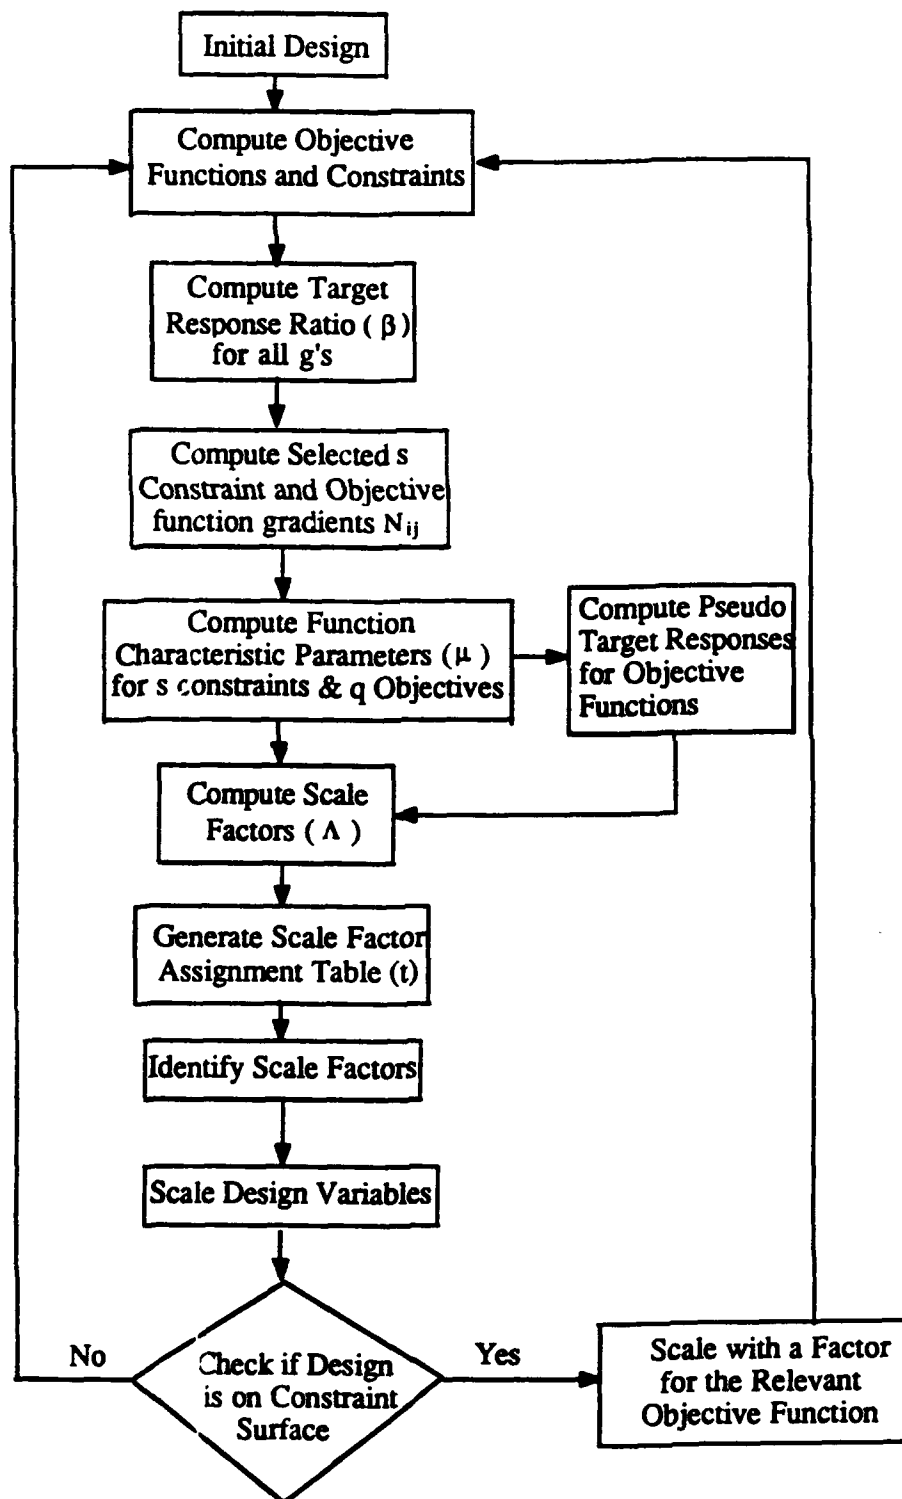 Initial Design
Compute Objective
Functions and Constraints
Compute Target
Response Ratio ( β )
for all g's
Compute Selected s
Constraint and Objective
function gradients N ij
Compute Function
Characteristic Parameters ( μ )
for s constraints & q Objectives
Compute Pseudo
Target Responses
for Objective
Functions
Compute Scale
Factors ( Λ )
Generate Scale Factor
Assignment Table (t)
Identify Scale Factors
Scale Design Variables
No
Check if Design
is on Constraint
Surface
Yes
Scale with a Factor
for the Relevant
Objective Function